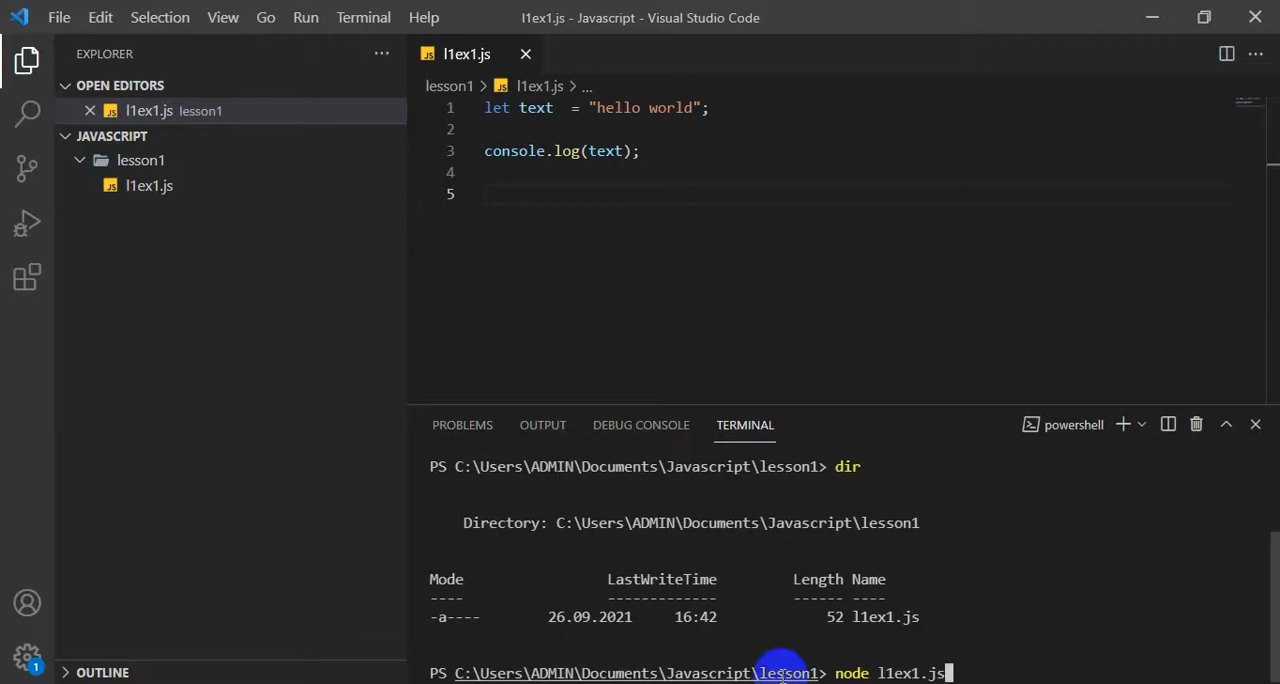 File Edit Selection View Go Run Terminal Help l1ex1.js - Javascript - Visual Studio Code
EXPLORER
OPEN EDITORS
l1ex1.js lesson1
JAVASCRIPT
lesson1
l1ex1.js
OUTLINE
1
l1ex1.js
lesson1 > l1ex1.js > ...
1 let text  = "hello world";
2
3 console.log(text);
4
5
PROBLEMS OUTPUT DEBUG CONSOLE TERMINAL powershell
PS C:\Users\ADMIN\Documents\Javascript\lesson1> dir
Directory: C:\Users\ADMIN\Documents\Javascript\lesson1
Mode LastWriteTime Length Name
---- ------------- ------ ----
-a---- 26.09.2021 16:42 52 l1ex1.js
PS C:\Users\ADMIN\Documents\Javascript\lesson1> node l1ex1.js